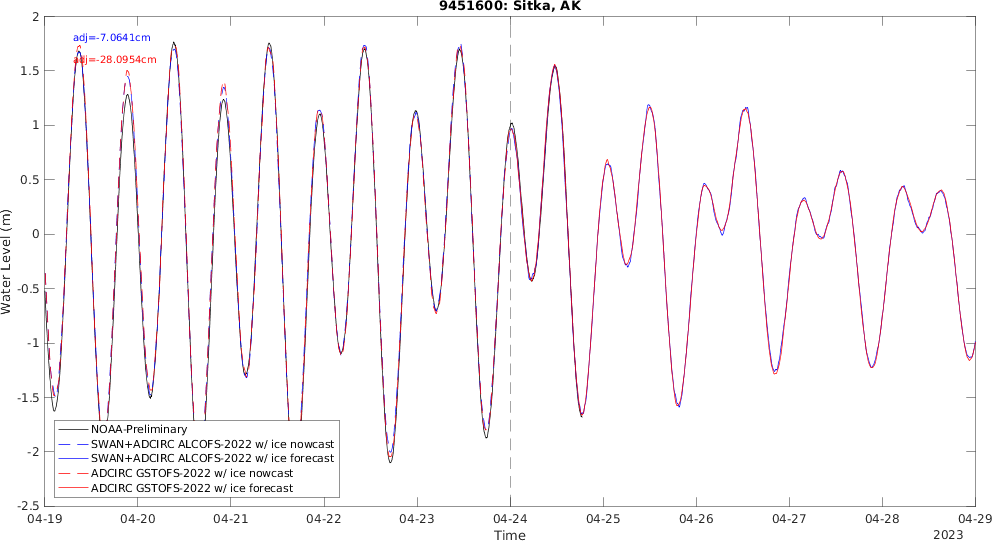 9451600: Sitka, AK
adj=-7.0641cm
adj=-28.0954cm
Water Level (m)
2
1.5
1
0.5
0
-0.5
-1
-1.5
-2
-2.5
NOAA-Preliminary
SWAN+ADCIRC ALCOFS-2022 w/ ice nowcast
SWAN+ADCIRC ALCOFS-2022 w/ ice forecast
ADCIRC GSTOFS-2022 w/ ice nowcast
ADCIRC GSTOFS-2022 w/ ice forecast
04-19 04-20 04-21 04-22 04-23 04-24 04-25 04-26 04-27 04-28 04-29
Time
2023